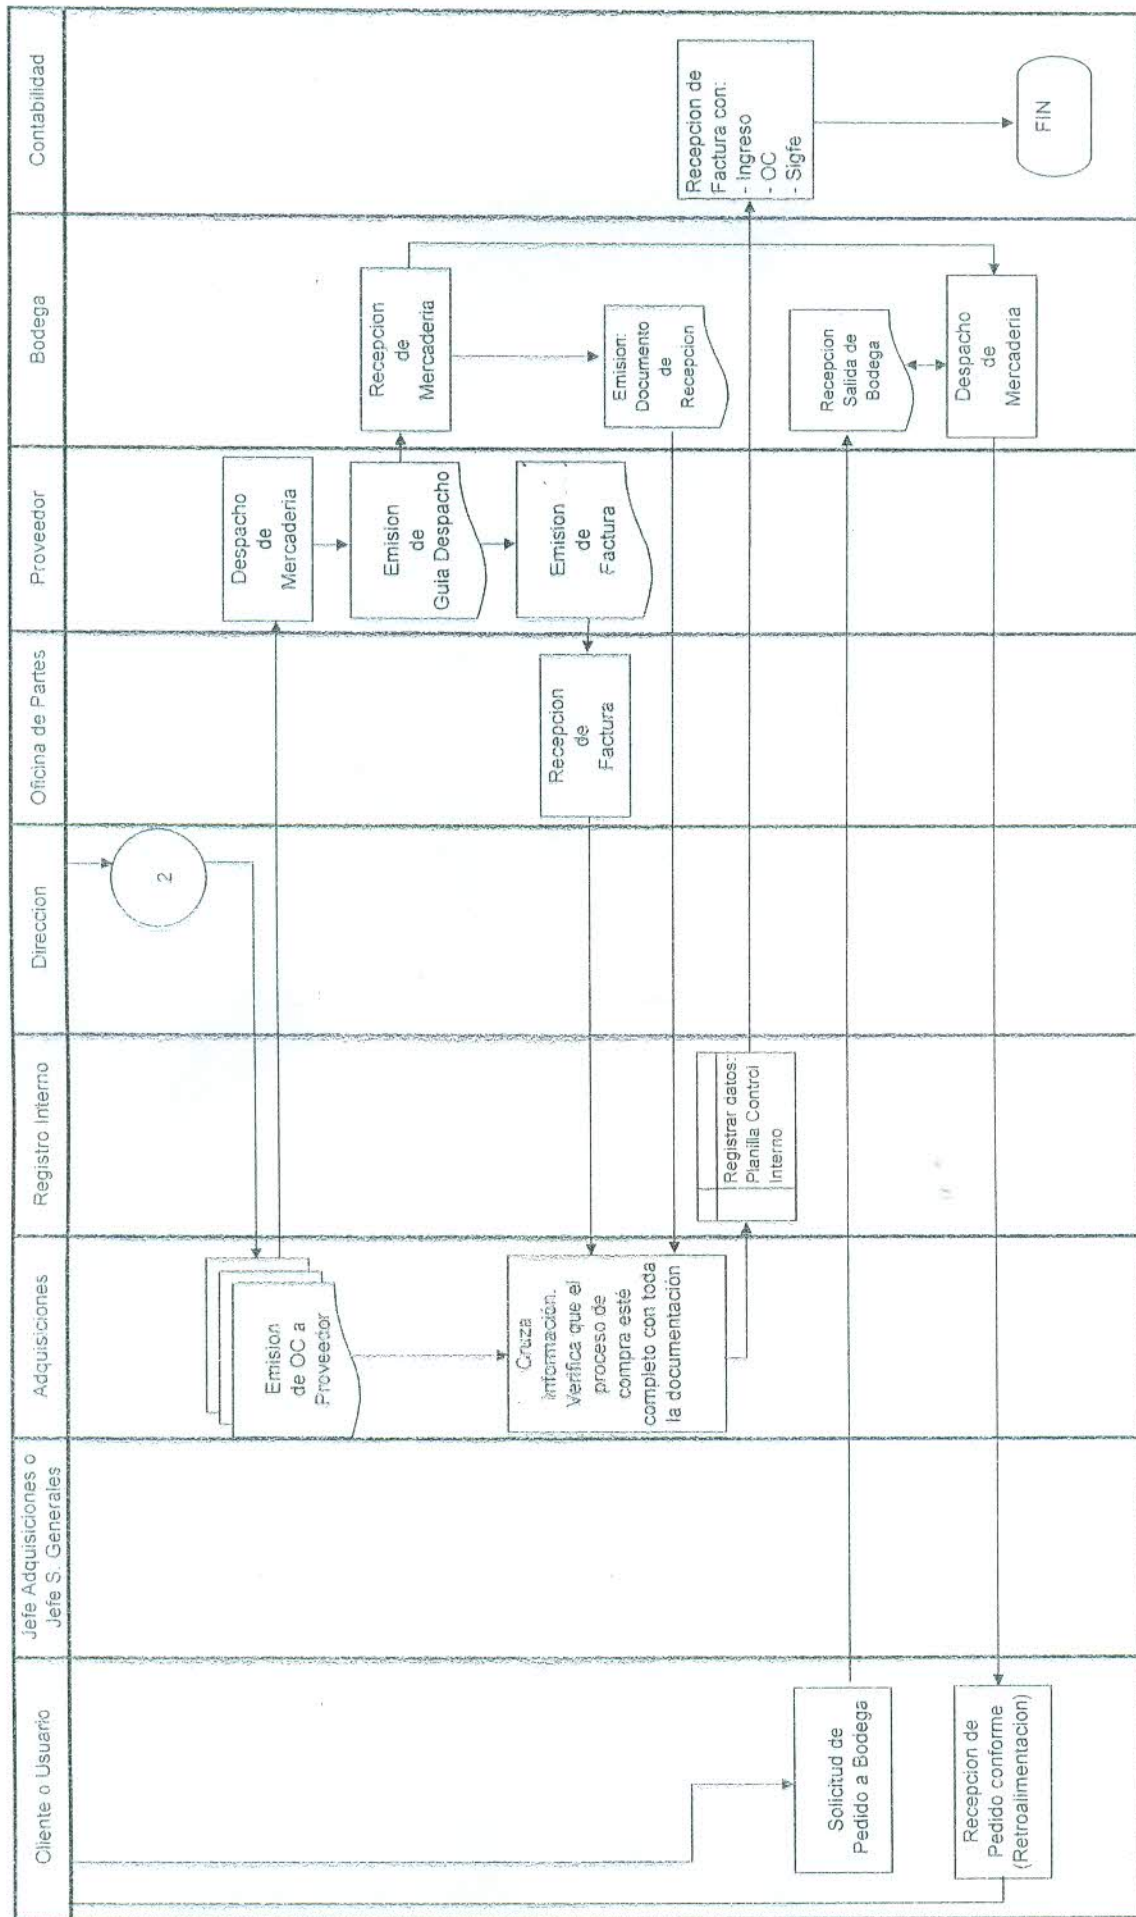 Cliente o Usuario
Jefe Adquisiciones o
Jefe S. Generales
Adquisiciones
Registro Interno
Direccion
Oficina de Partes
Proveedor
Bodega
Contabilidad
2
Emision
de OC a
Proveedor
Despacho
de
Mercaderia
Emision
de
Guia Despacho
Recepcion
de
Mercaderia
Emision
de
Factura
Recepcion
de
Factura
Emision:
Documento
de
Recepcion
Cruza
información.
Verifica que el
proceso de
compra esté
completo con toda
la documentación
Registrar datos:
Planilla Control
Interno
Recepcion de
Factura con:
- Ingreso
- OC
- Sigfe
Solicitud de
Pedido a Bodega
Recepcion
Salida de
Bodega
Despacho
de
Mercaderia
Recepcion de
Pedido conforme
(Retroalimentacion)
FIN